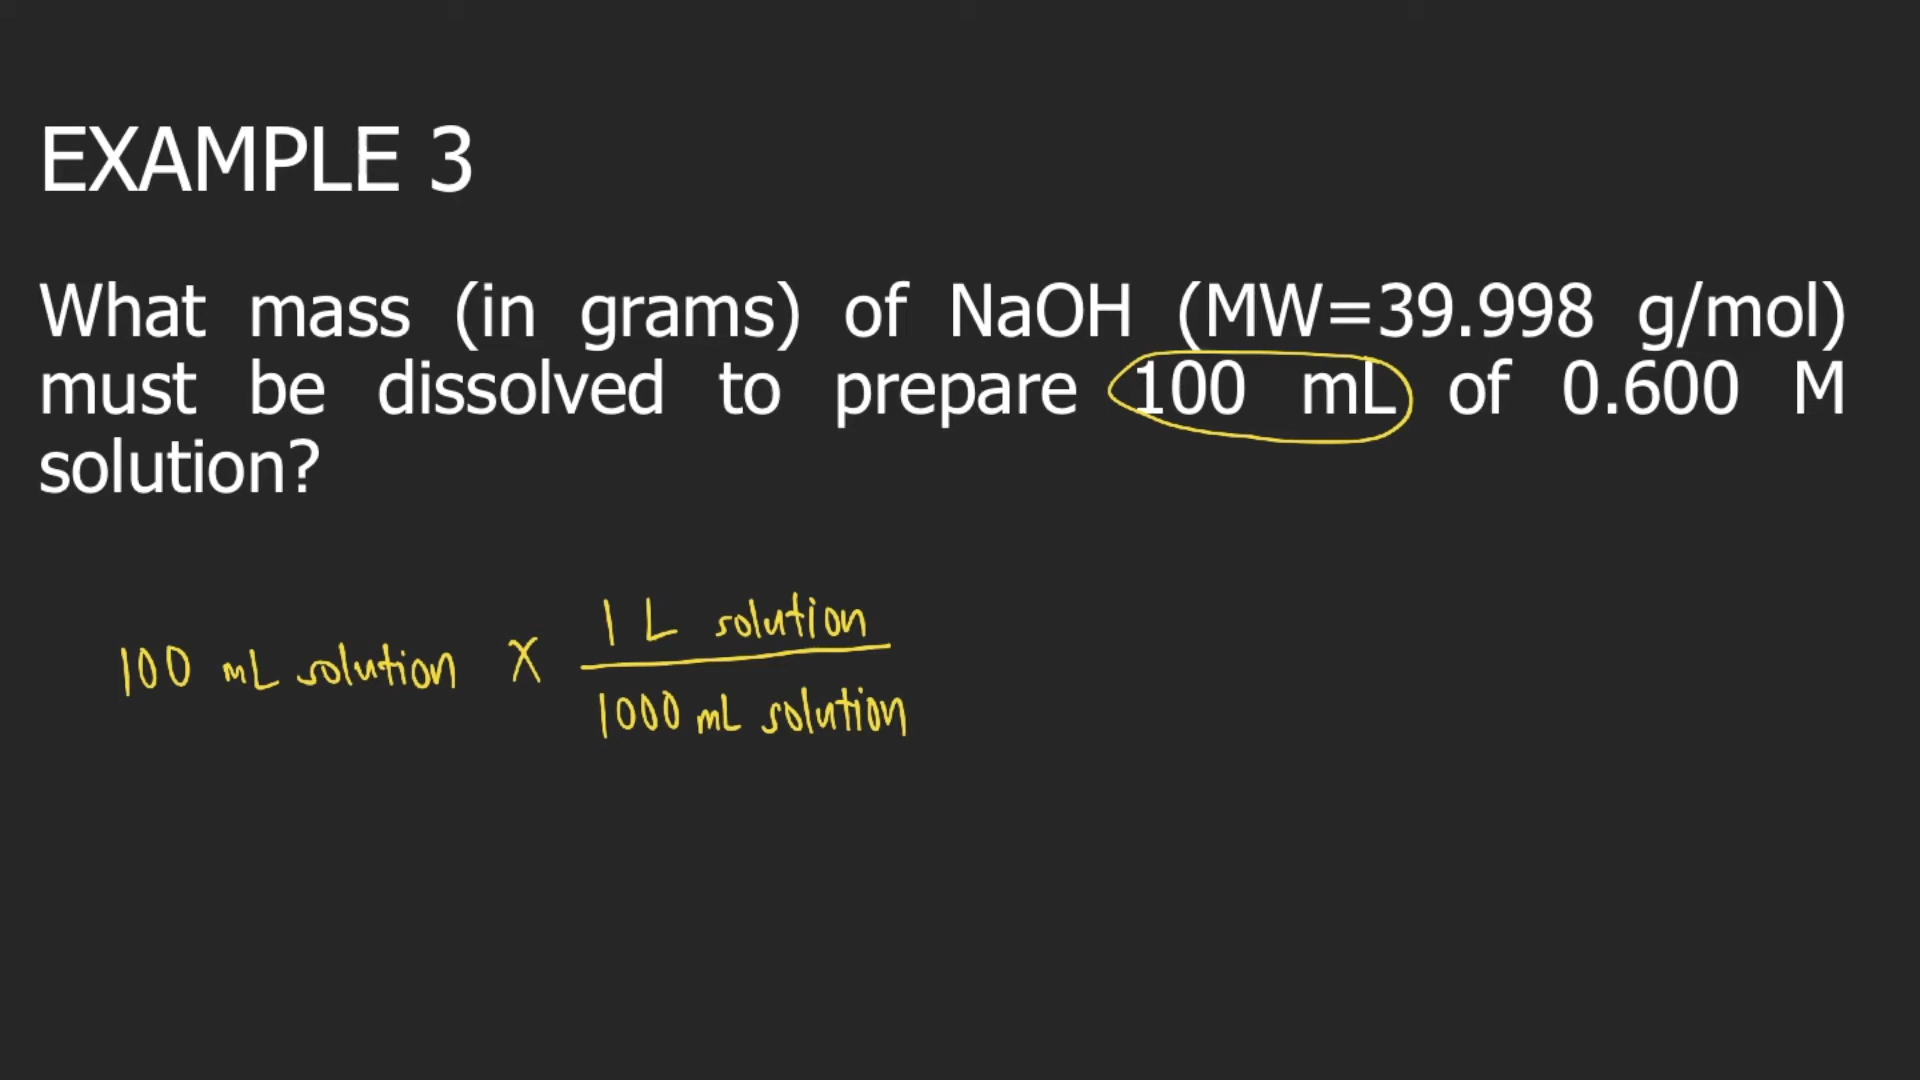 EXAMPLE 3
What mass (in grams) of NaOH (MW=39.998 g/mol)
must be dissolved to prepare 100 mL of 0.600 M
solution?
100 mL solution X 1 L solution
1000 mL solution